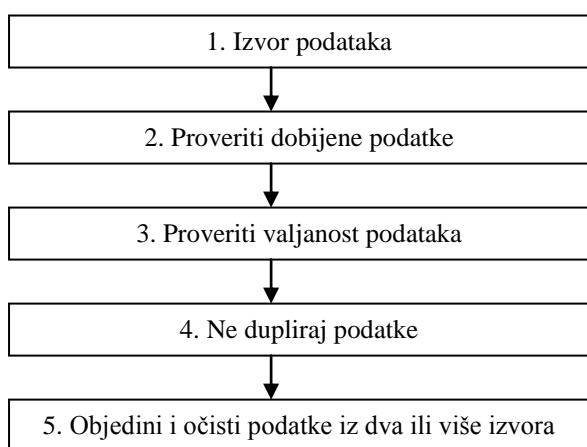 1. Izvor podataka
2. Proveriti dobijene podatke
3. Proveriti valjanost podataka
4. Ne dupliraj podatke
5. Objedini i očisti podatke iz dva ili više izvora